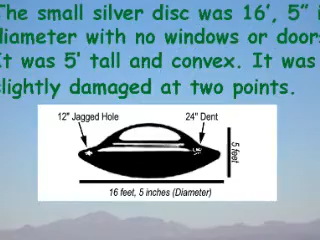 The small silver disc was 16’, 5”
diameter with no windows or doors
It was 5’ tall and convex. It was
slightly damaged at two points.
12" Jagged Hole 24" Dent
5 feet
16 feet, 5 inches (Diameter)